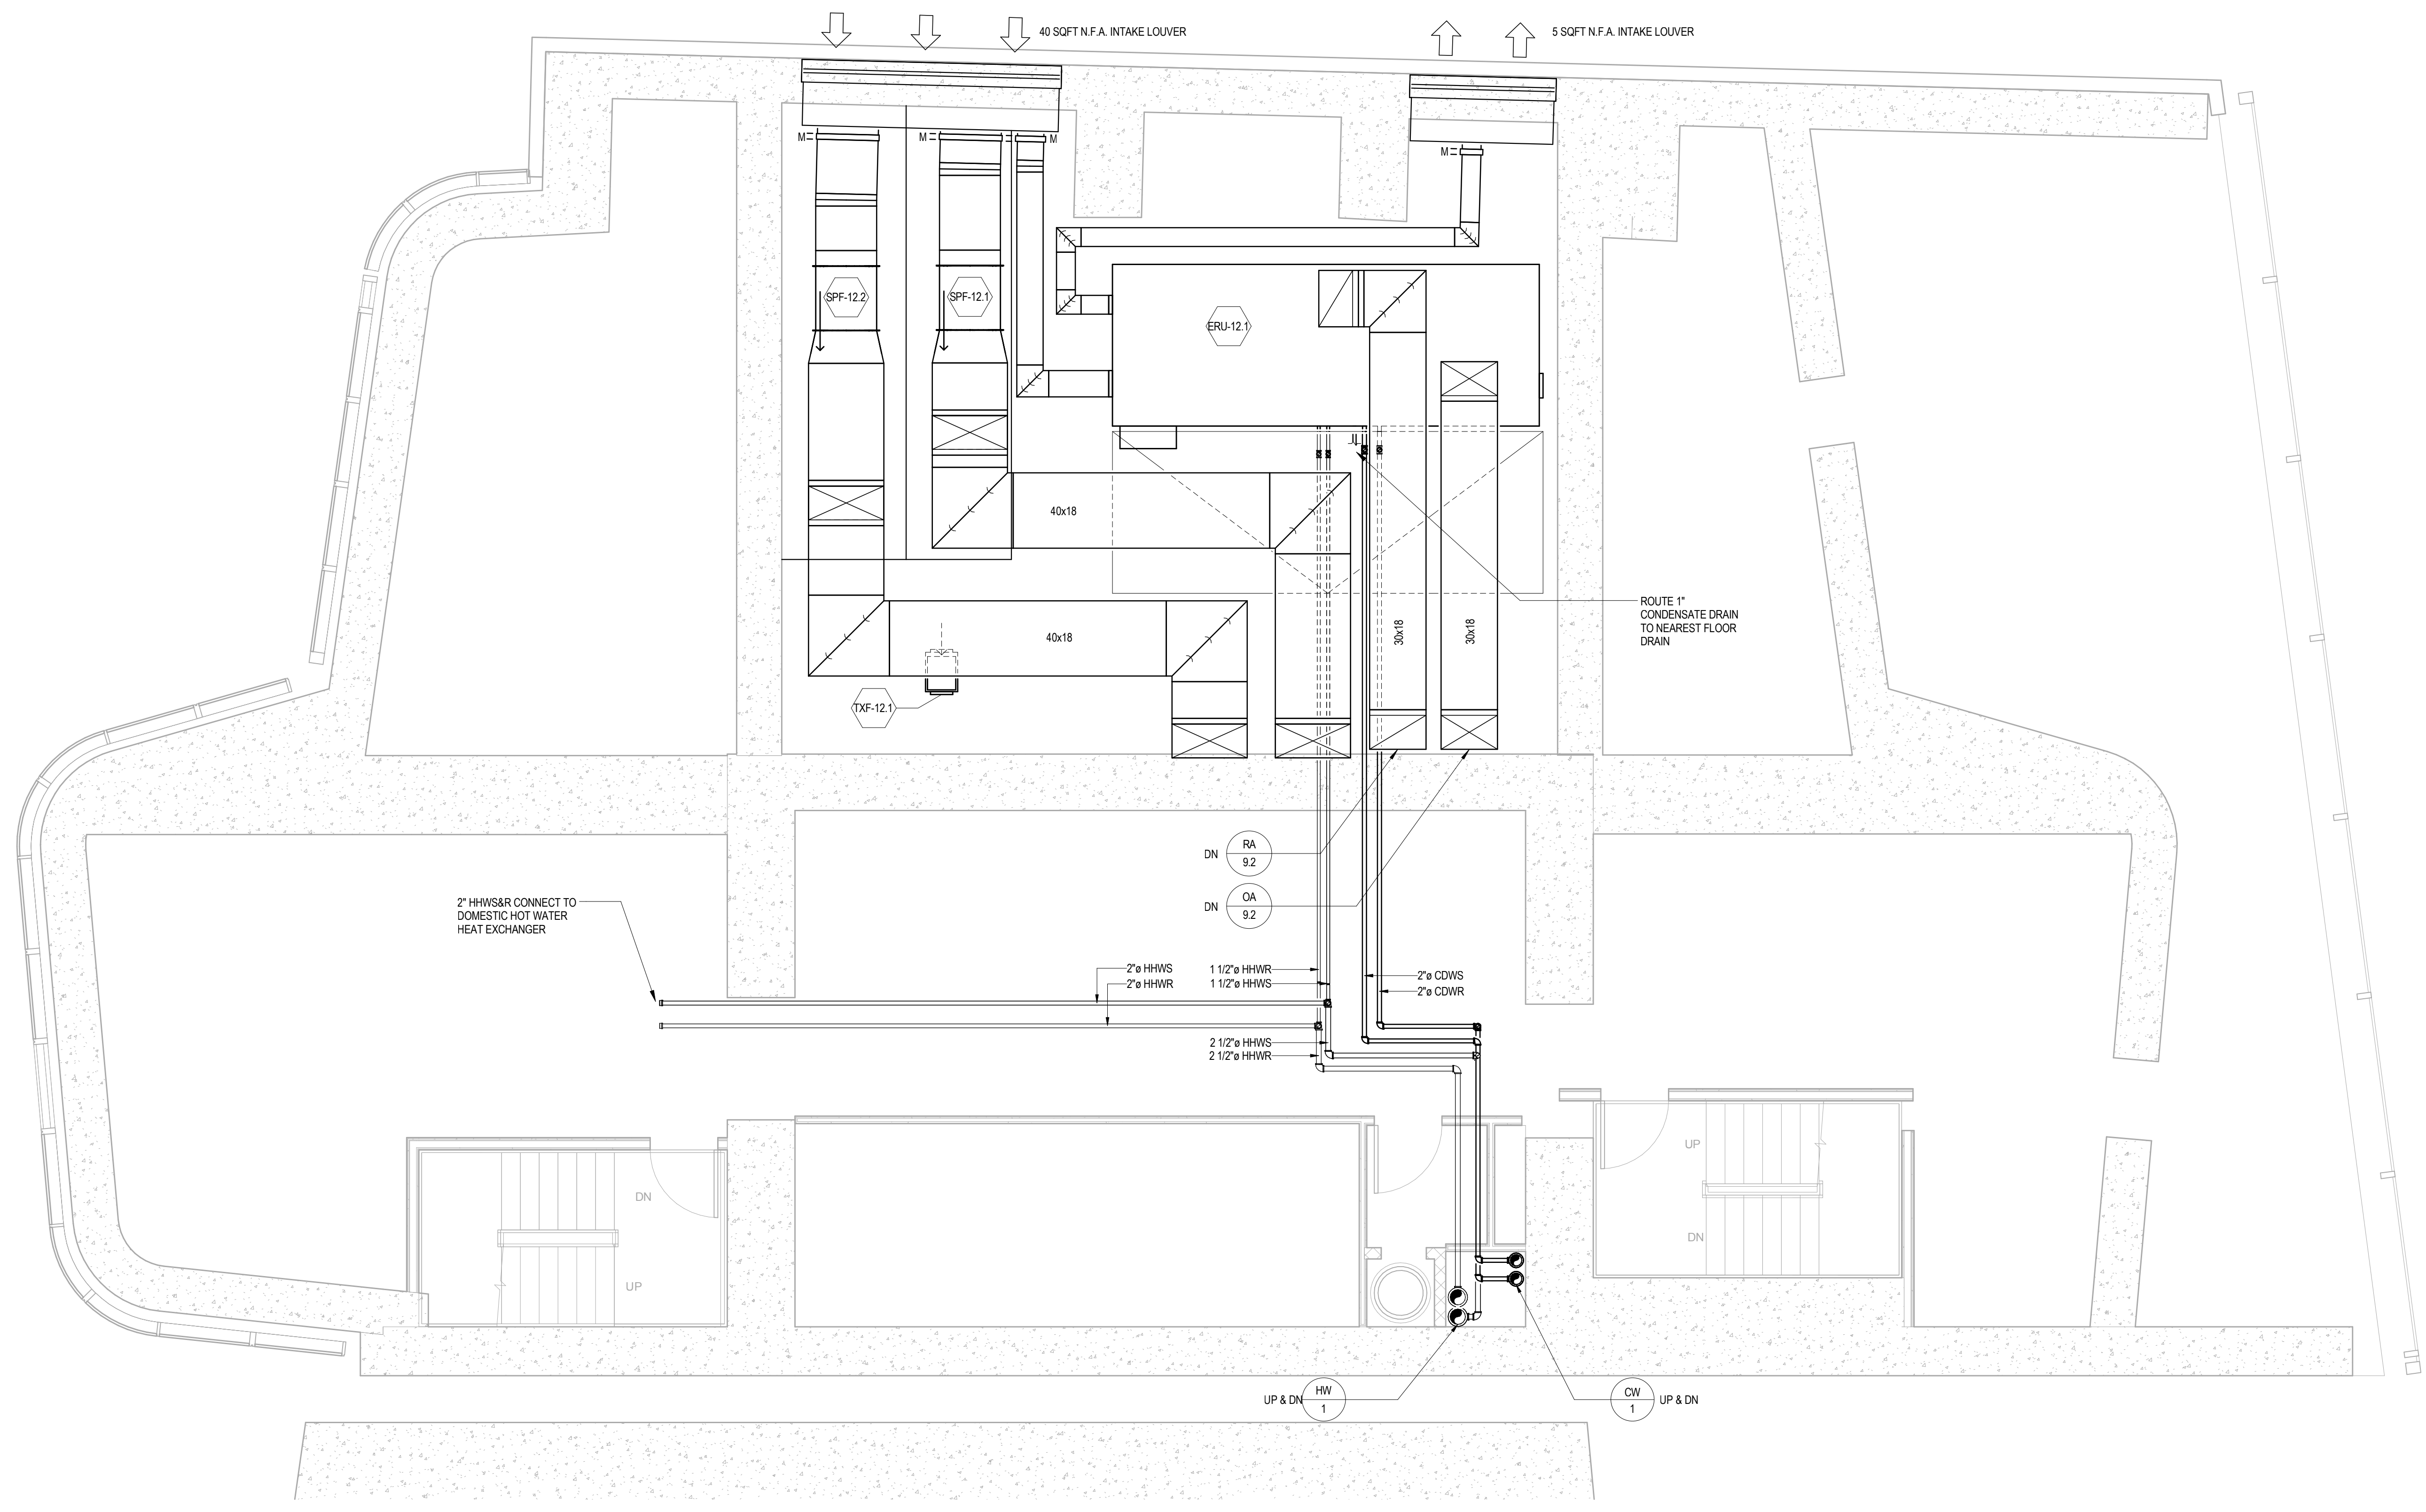 40 SQFT N.F.A. INTAKE LOUVER
5 SQFT N.F.A. INTAKE LOUVER
M
M
M
M
SPF-12.2
SPF-12.1
ERU-12.1
40x18
ROUTE 1"
CONDENSATE DRAIN
TO NEAREST FLOOR
DRAIN
40x18
30x18
30x18
TXF-12.1
DN
RA
9.2
DN
OA
9.2
2" HHWS&R CONNECT TO
DOMESTIC HOT WATER
HEAT EXCHANGER
2"ø HHWS
2"ø HHWR
1 1/2"ø HHWR
1 1/2"ø HHWS
2"ø CDWS
2"ø CDWR
2 1/2"ø HHWS
2 1/2"ø HHWR
UP
DN
DN
UP
UP & DN
HW
1
CW
1
UP & DN